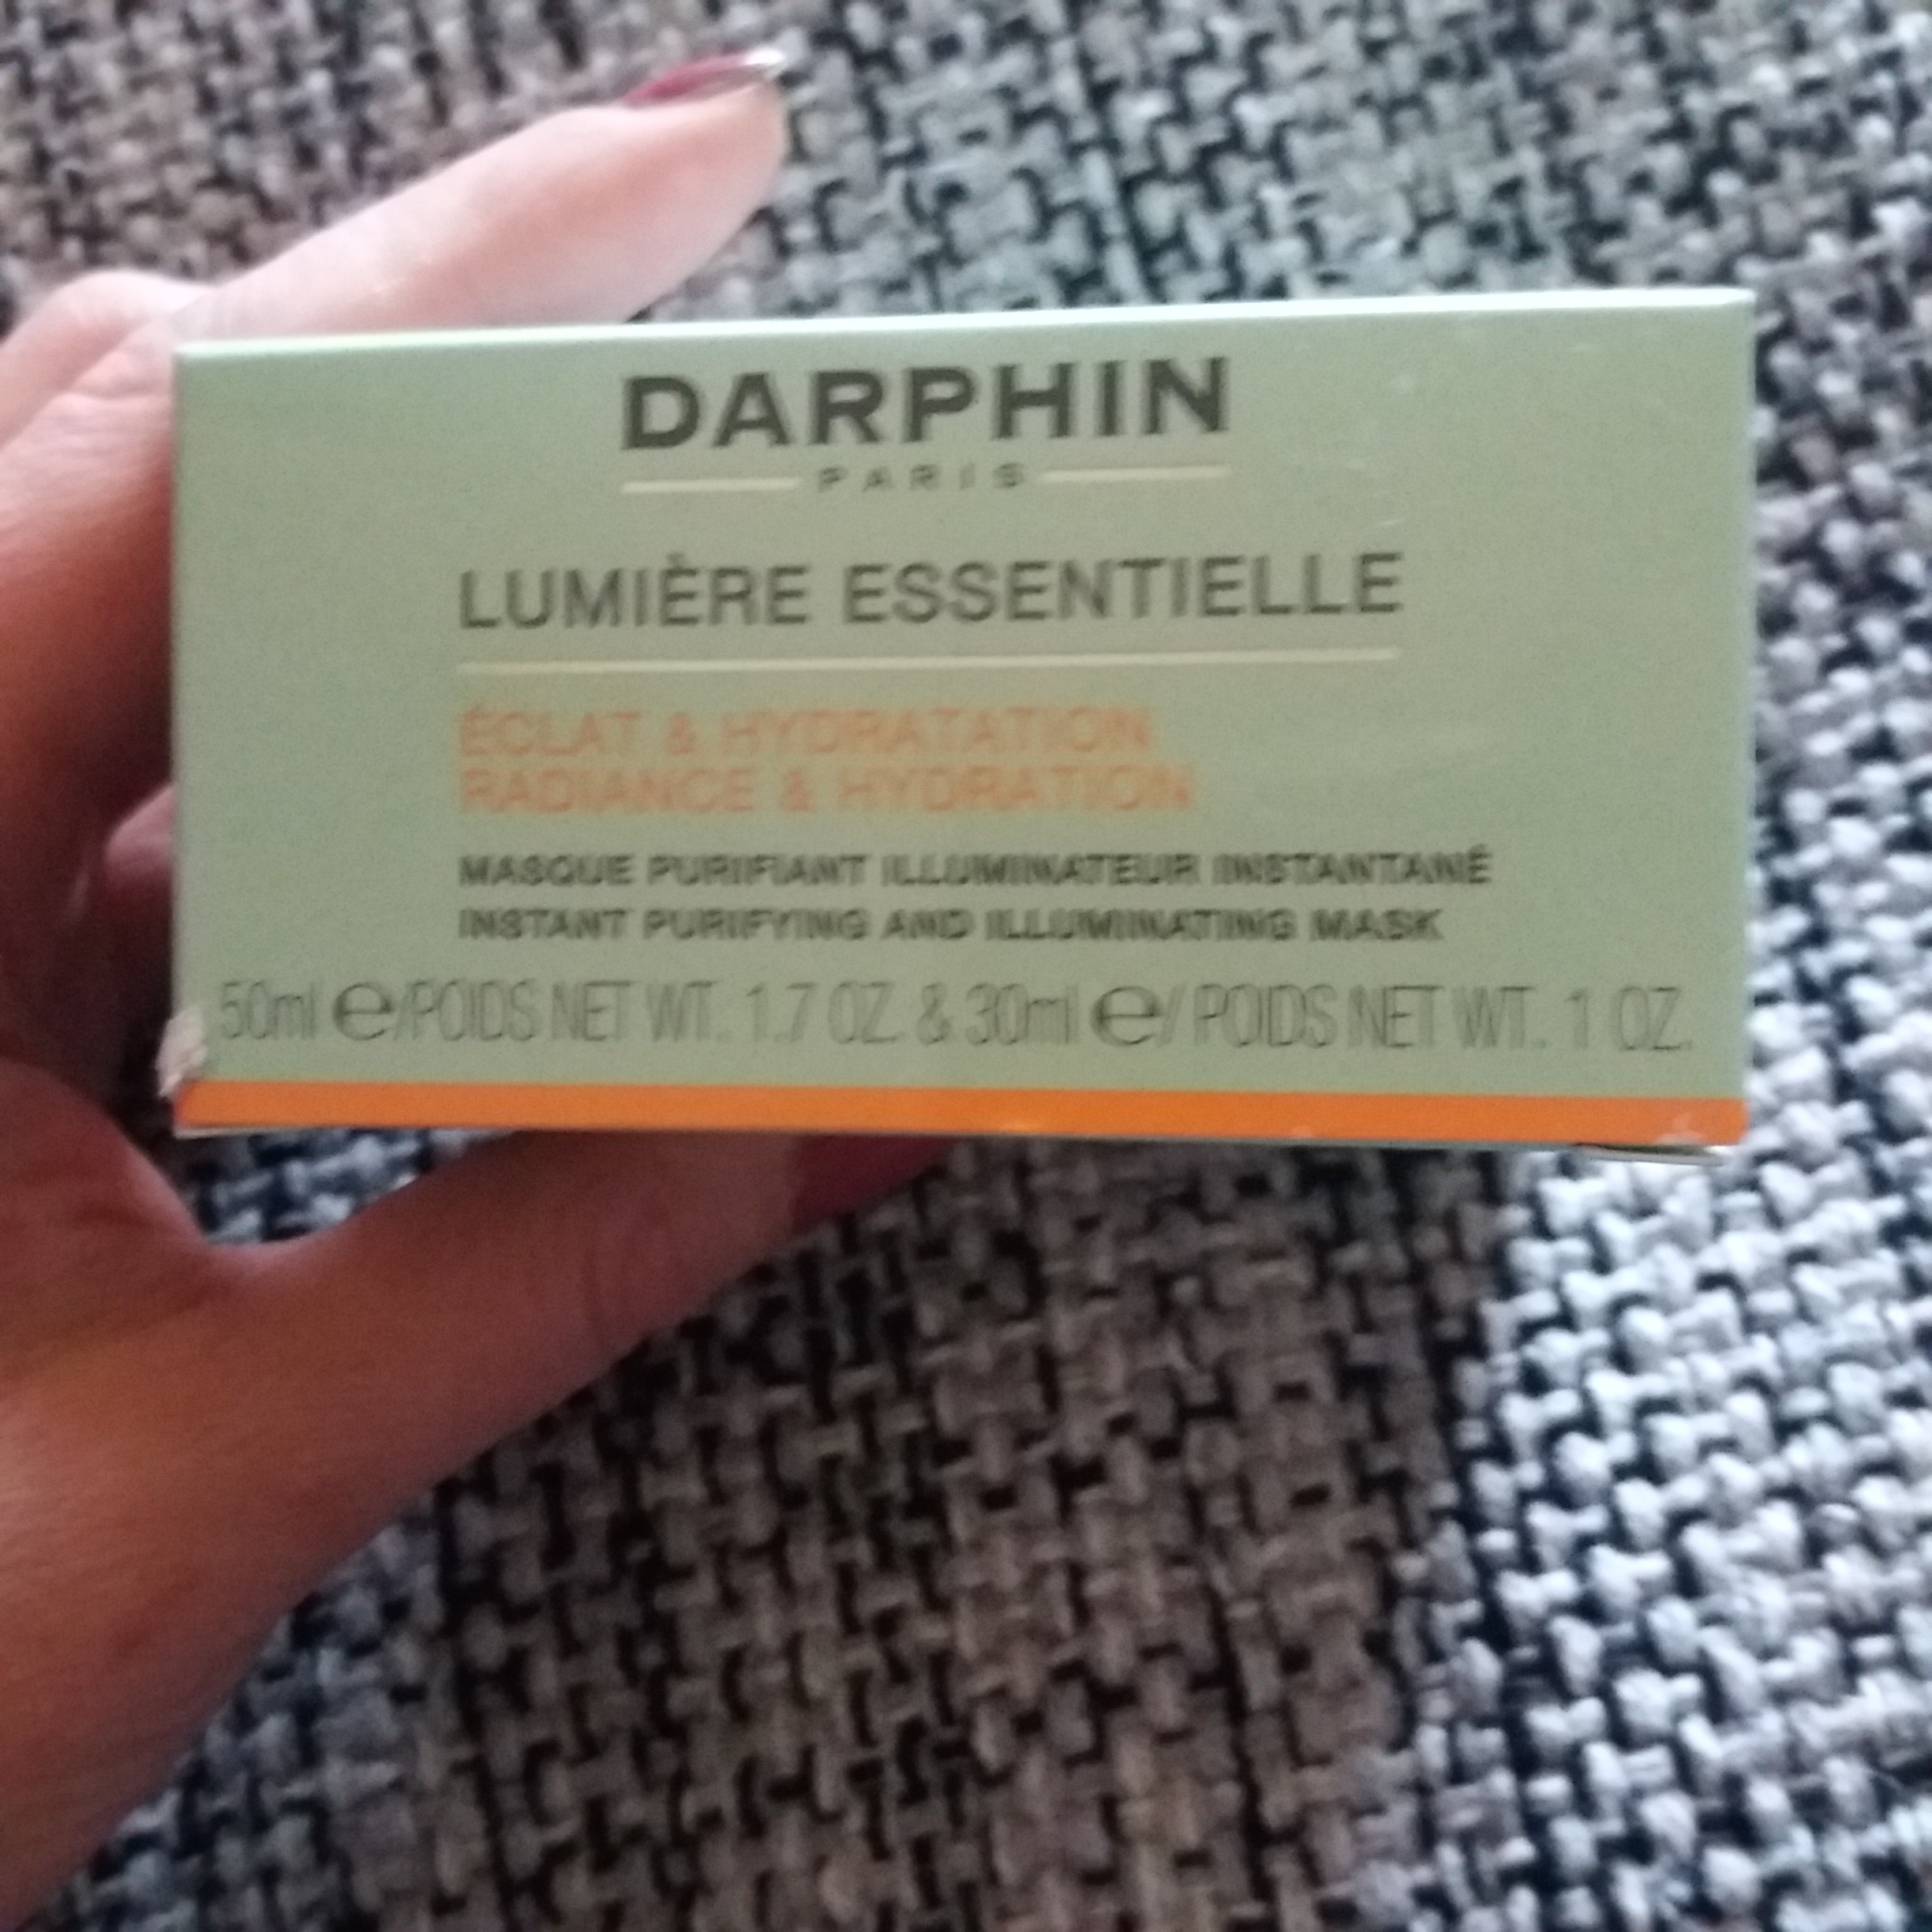 DARPHIN
PARIS
LUMIÈRE ESSENTIELLE
ÉCLAT & HYDRATATION
RADIANCE & HYDRATION
MASQUE PURIFIANT ILLUMINATEUR INSTANTANÉ
INSTANT PURIFYING AND ILLUMINATING MASK
50ml e/POIDS NET WT. 1.7 OZ. & 30ml e/ POIDS NET WT. 1 OZ.